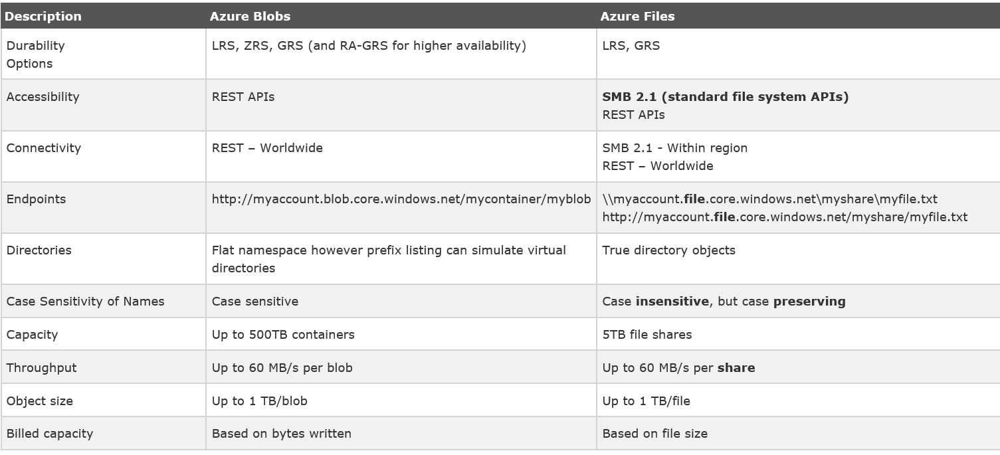 Description Azure Blobs Azure Files
Durability Options LRS, ZRS, GRS (and RA-GRS for higher availability) LRS, GRS
Accessibility REST APIs SMB 2.1 (standard file system APIs)
REST APIs
Connectivity REST – Worldwide SMB 2.1 - Within region
REST – Worldwide
Endpoints http://myaccount.blob.core.windows.net/mycontainer/myblob \\myaccount.file.core.windows.net\myshare\myfile.txt
http://myaccount.file.core.windows.net/myshare/myfile.txt
Directories Flat namespace however prefix listing can simulate virtual directories True directory objects
Case Sensitivity of Names Case sensitive Case insensitive, but case preserving
Capacity Up to 500TB containers 5TB file shares
Throughput Up to 60 MB/s per blob Up to 60 MB/s per share
Object size Up to 1 TB/blob Up to 1 TB/file
Billed capacity Based on bytes written Based on file size